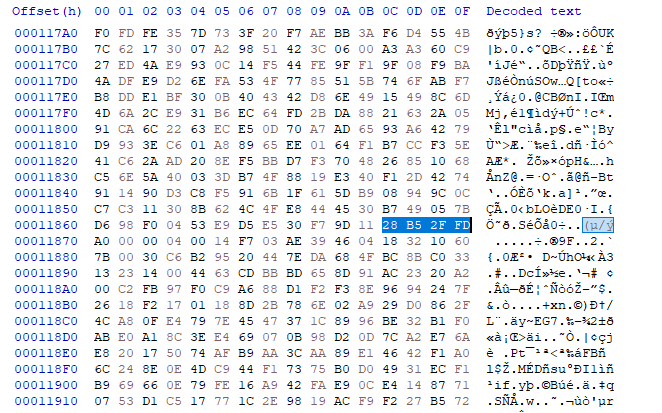 Offset(h) 00 01 02 03 04 05 06 07 08 09 0A 0B 0C 0D 0E 0F Decoded text
000117A0 F0 FD FE 35 7D 73 3F 20 F7 AE BB 3A F6 D4 55 4B ðýþ5}s? ÷®»:öÔUK
000117B0 7C 62 17 30 07 A2 98 51 42 3C 06 00 A3 A3 60 C9 |b.0.¢˜QB<..££`É
000117C0 27 ED 4A E9 93 0C 14 F5 44 FE 9F F1 9F 08 F9 BA 'íJé“..õDþŸñŸ.ùº
000117D0 4A DF E9 D2 6E FA 53 4F 77 85 51 5B 74 6F AB F7 JßéÒnúSOw…Q[to«÷
000117E0 B8 DD E1 BF 30 0B 40 43 42 D8 6E 49 15 49 8C 6D ¸Ýá¿0.@CBØnI.IŒm
000117F0 4D 6A 2C E9 31 B6 EC 64 FD 2B DA 88 21 63 2A 05 Mj,é1¶ìdý+Úˆ!c*.
00011800 91 CA 6C 22 63 EC E5 0D 70 A7 AD 65 93 A6 42 79 ‘Êl"cìå.p§.e“¦By
00011810 D9 93 3E C6 01 A8 89 65 EE 01 64 F1 B7 CC F3 5E Ù“>Æ.¨‰eî.dñ·Ìó^
00011820 41 C6 2A AD 20 8E F5 BB D7 F3 70 48 26 85 10 68 AÆ*. Žõ»×ópH&….h
00011830 C5 6E 5A 40 03 3D B7 4F 88 19 E3 40 F1 2D 42 74 ÅnZ@.=·Oˆ.ã@ñ-Bt
00011840 91 14 90 D3 C8 F5 91 6B 1F 61 5D B9 08 94 9C 0C ‘..ÓÈõ‘k.a]¹.”œ.
00011850 C7 C3 11 30 8B 62 4C 4F E8 44 45 30 B7 49 05 7B ÇÃ.0‹bLOèDE0·I.{
00011860 D6 98 F0 04 53 E9 D5 E5 30 F7 9D 11 28 B5 2F FD Ö˜ð.SéÕå0÷..(µ/ý
00011870 A0 00 00 04 00 14 F7 03 AE 39 46 04 18 32 10 60 ......÷.®9F..2.`
00011880 7B 00 30 C6 B2 95 20 44 7E DA 68 4F BC 8B C0 33 {.0Æ²• D~ÚhO¼‹À3
00011890 13 23 14 00 44 63 CD BB BD 65 8D 91 AC 23 20 A2 .#..DcÍ»½e.‘¬# ¢
000118A0 00 C2 FB 97 F0 C9 A6 88 D1 F2 F3 8E 96 94 24 7F .Âû—ðÉ¦ˆÑòóŽ–”$.
000118B0 26 18 F2 17 01 18 8D 2B 78 6E 02 A9 29 D0 86 2F &.ò....+xn.©)Ð†/
000118C0 4C A8 0F E4 79 7E 45 47 37 1C 89 96 BE 32 B1 F0 L¨.äy~EG7.‰–¾2±ð
000118D0 AB E0 A1 8C 3E E4 69 07 0B 98 D2 0D 7C A2 E7 6A «à¡Œ>äi..˜Ò.|¢çj
000118E0 E8 20 17 50 74 AF B9 AA 3C AA 89 E1 46 42 F1 A0 è .Pt¯¹ª<ª‰áFBñ
000118F0 6C 24 8E 0E 4D C9 44 F1 73 75 B0 D0 49 31 EC F1 l$Ž.MÉDñsu°ÐI1ìñ
00011900 B9 69 66 0E 79 FE 16 A9 42 FA E9 0C E4 14 87 71 ¹if.yþ.©Búé.ä.‡q
00011910 07 53 D1 C5 17 77 1C 2E 98 19 AC F9 F2 27 B5 72 .SÑÅ.w..˜.¬ùò'µr